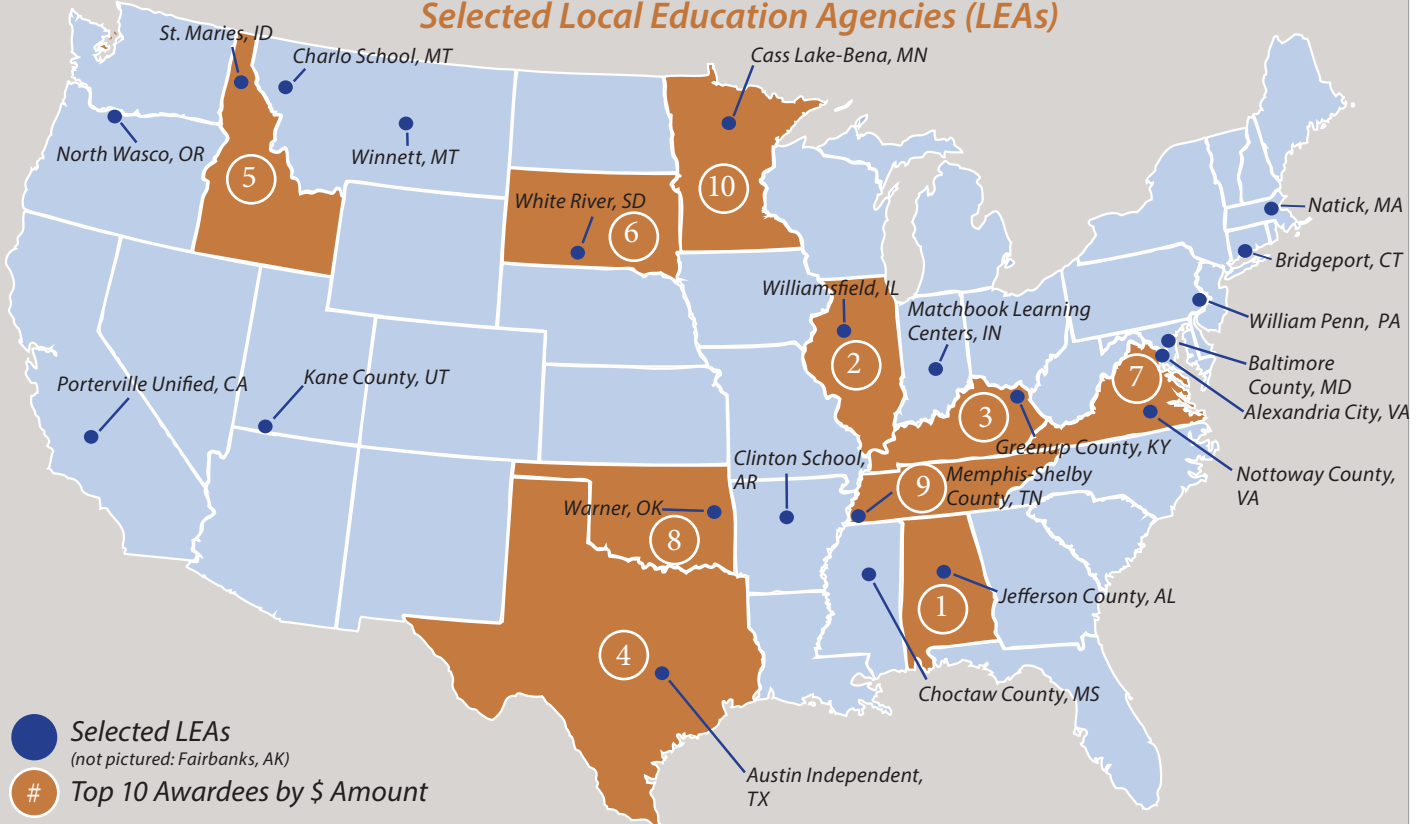 Selected Local Education Agencies (LEAs)
St. Maries, ID
Charlo School, MT
Cass Lake-Bena, MN
North Wasco, OR
Winnett, MT
5
10
White River, SD
6
Natick, MA
Bridgeport, CT
Williamsfield, IL
Matchbook Learning
Centers, IN
William Penn,  PA
2
Baltimore
County, MD
7
Porterville Unified, CA
Kane County, UT
Alexandria City, VA
3
Greenup County, KY
Clinton School,
AR
9
Memphis-Shelby
County, TN
Nottoway County,
VA
Warner, OK
8
Jefferson County, AL
1
4
Choctaw County, MS
Selected LEAs
(not pictured: Fairbanks, AK)
# Top 10 Awardees by $ Amount
Austin Independent,
TX